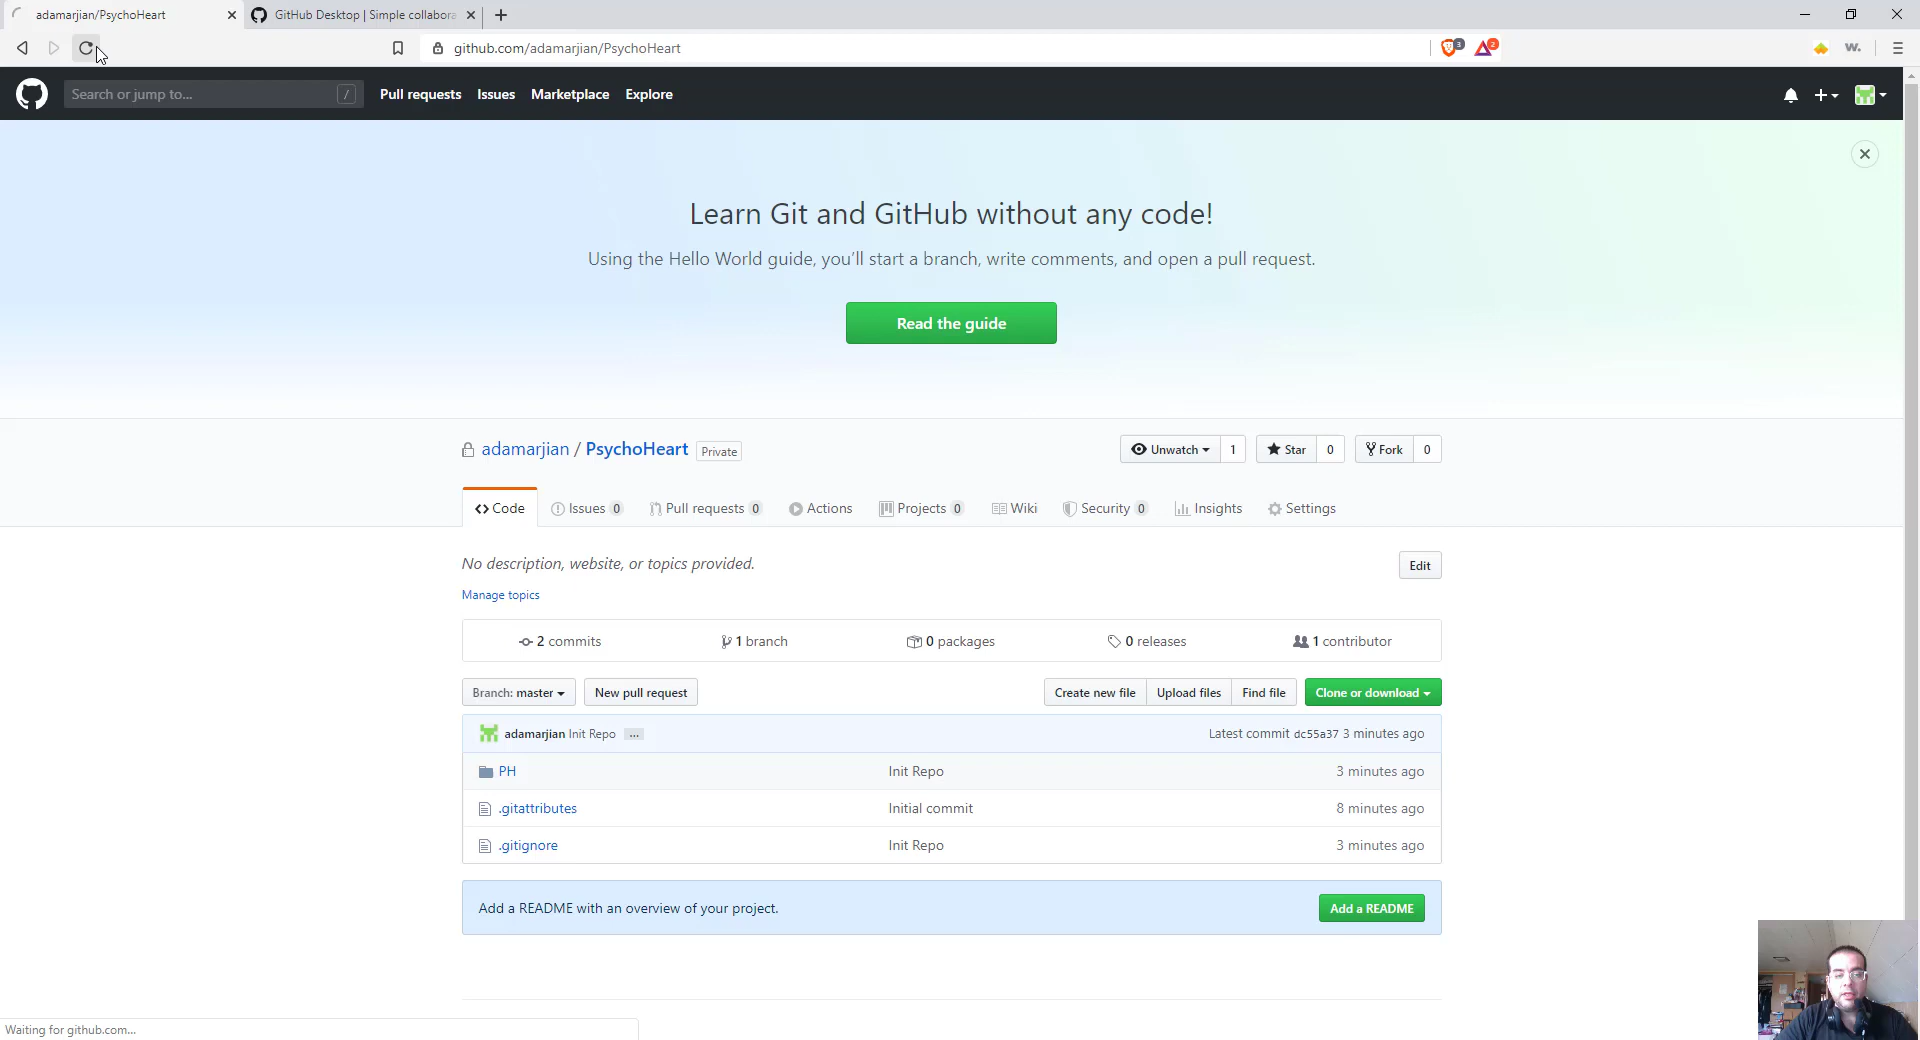 adamarjian/PsychoHeart
GitHub Desktop | Simple collabora
github.com/adamarjian/PsychoHeart
3
2
W.
Search or jump to...
/
Pull requests
Issues
Marketplace
Explore
Learn Git and GitHub without any code!
Using the Hello World guide, you'll start a branch, write comments, and open a pull request.
Read the guide
adamarjian / PsychoHeart
Private
Unwatch
1
Star
0
Fork
0
Code
Issues 0
Pull requests 0
Actions
Projects 0
Wiki
Security 0
Insights
Settings
No description, website, or topics provided.
Edit
Manage topics
2 commits
1 branch
0 packages
0 releases
1 contributor
Branch: master
New pull request
Create new file
Upload files
Find file
Clone or download
adamarjian Init Repo ...
Latest commit dc55a37 3 minutes ago
PH
Init Repo
3 minutes ago
.gitattributes
Initial commit
8 minutes ago
.gitignore
Init Repo
3 minutes ago
Add a README with an overview of your project.
Add a README
Waiting for github.com...